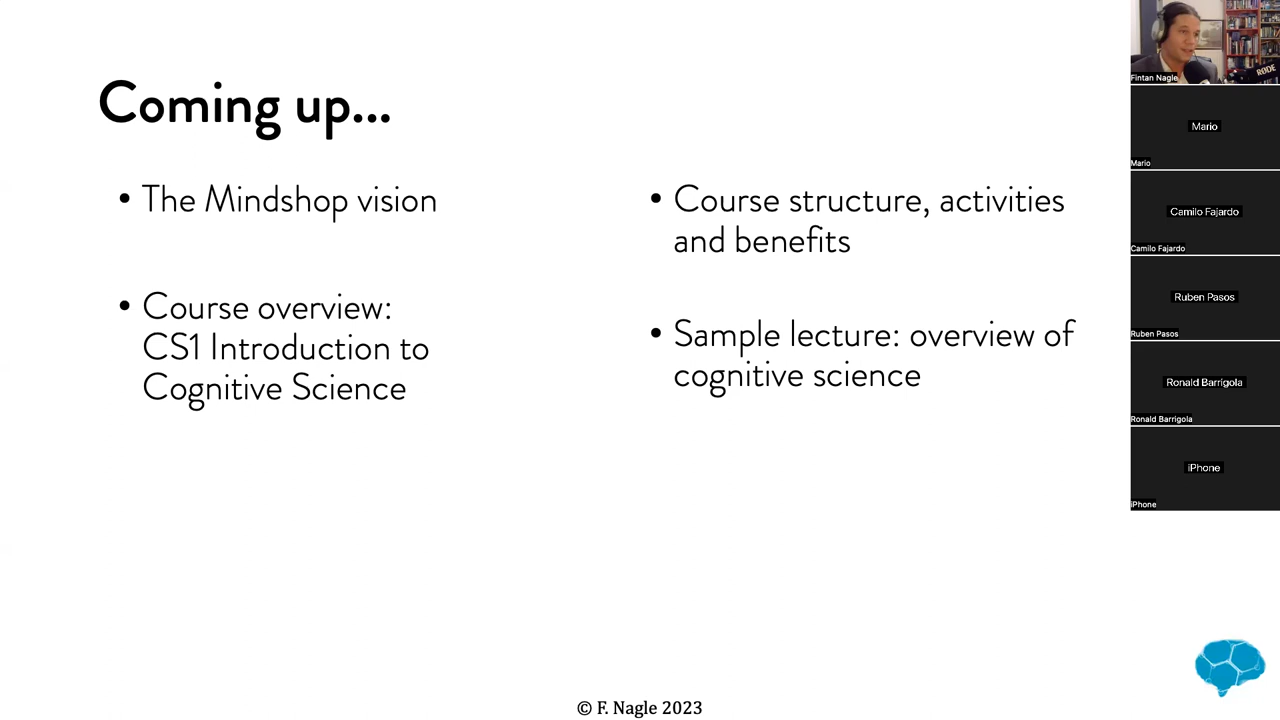 Coming up...
• The Mindshop vision
• Course overview:
CS1 Introduction to
Cognitive Science
• Course structure, activities
and benefits
• Sample lecture: overview of
cognitive science
© F. Nagle 2023
RØDE
Fintan Nagle
Mario
Mario
Camilo Fajardo
Camilo Fajardo
Ruben Pasos
Ruben Pasos
Ronald Barrigola
Ronald Barrigola
iPhone
iPhone